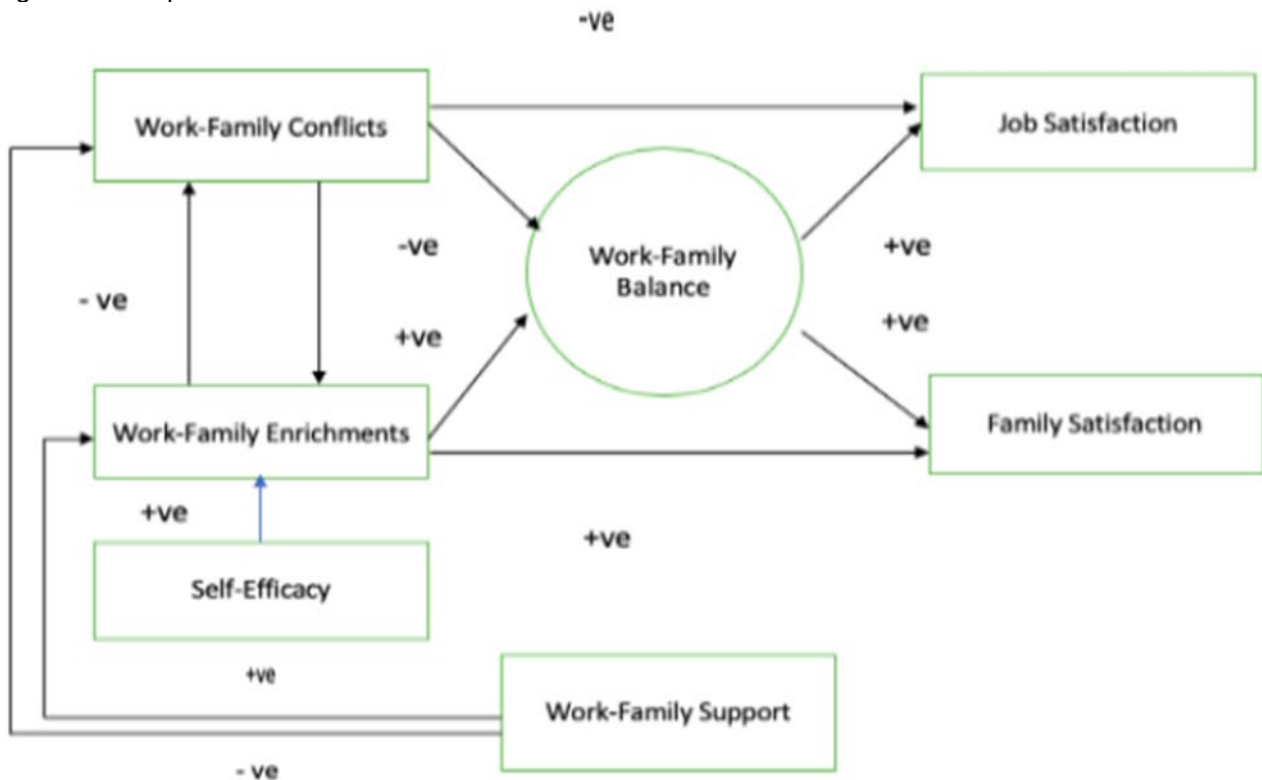 -ve
Work-Family Conflicts
Job Satisfaction
-ve
Work-Family
Balance
+ve
- ve
+ve
+ve
Work-Family Enrichments
Family Satisfaction
+ve
+ve
Self-Efficacy
+ve
Work-Family Support
- ve